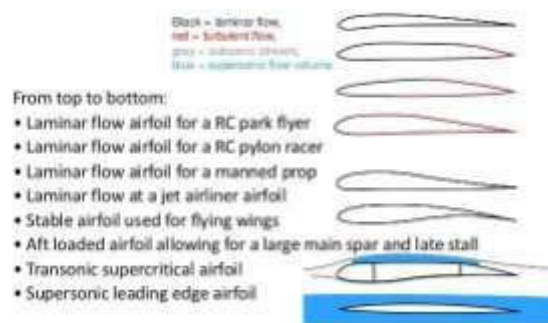 Black = laminar flow,
red = turbulent flow,
grey = subsonic stream,
blue = supersonic flow volume
From top to bottom:
• Laminar flow airfoil for a RC park flyer
• Laminar flow airfoil for a RC pylon racer
• Laminar flow airfoil for a manned prop
• Laminar flow at a jet airliner airfoil
• Stable airfoil used for flying wings
• Aft loaded airfoil allowing for a large main spar and late stall
• Transonic supercritical airfoil
• Supersonic leading edge airfoil